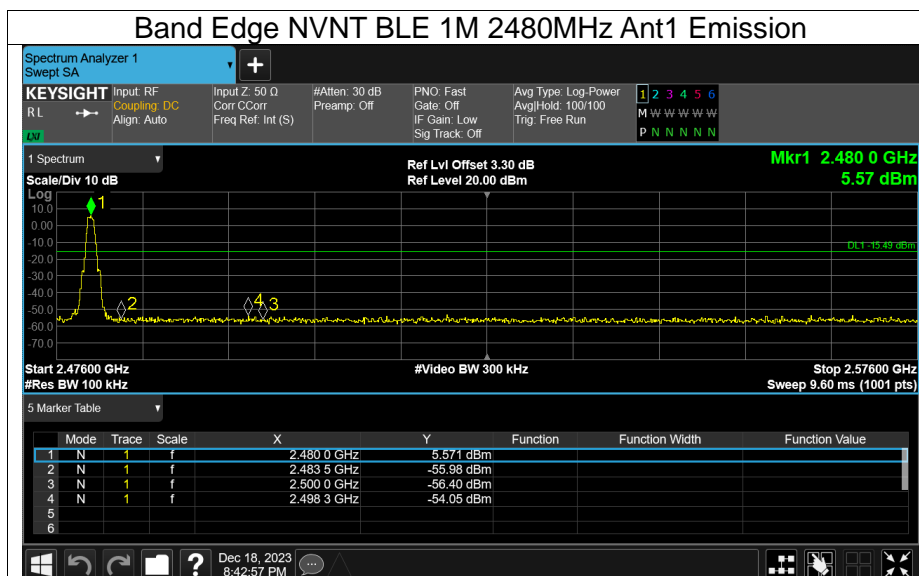 Band Edge NVNT BLE 1M 2480MHz Ant1 Emission
Spectrum Analyzer 1
Swept SA
+
KEYSIGHT
RL
LXI
Input: RF
Coupling: DC
Align: Auto
Input Z: 50 Ω
Corr CCorr
Freq Ref: Int (S)
#Atten: 30 dB
Preamp: Off
PNO: Fast
Gate: Off
IF Gain: Low
Sig Track: Off
Avg Type: Log-Power
Avg|Hold: 100/100
Trig: Free Run
1 2 3 4 5 6
M W W W W W
P N N N N N
1 Spectrum
Scale/Div 10 dB
Ref Lvl Offset 3.30 dB
Ref Level 20.00 dBm
Mkr1 2.480 0 GHz
5.57 dBm
Log
10.0
0.00
-10.0
-20.0
-30.0
-40.0
-50.0
-60.0
-70.0
1
2
4
3
DL1 -15.49 dBm
Start 2.47600 GHz
#Res BW 100 kHz
#Video BW 300 kHz
Stop 2.57600 GHz
Sweep 9.60 ms (1001 pts)
5 Marker Table
Mode Trace Scale X Y Function Function Width Function Value
1 N 1 f 2.480 0 GHz 5.571 dBm
2 N 1 f 2.483 5 GHz -55.98 dBm
3 N 1 f 2.500 0 GHz -56.40 dBm
4 N 1 f 2.498 3 GHz -54.05 dBm
5
6
?
Dec 18, 2023
8:42:57 PM